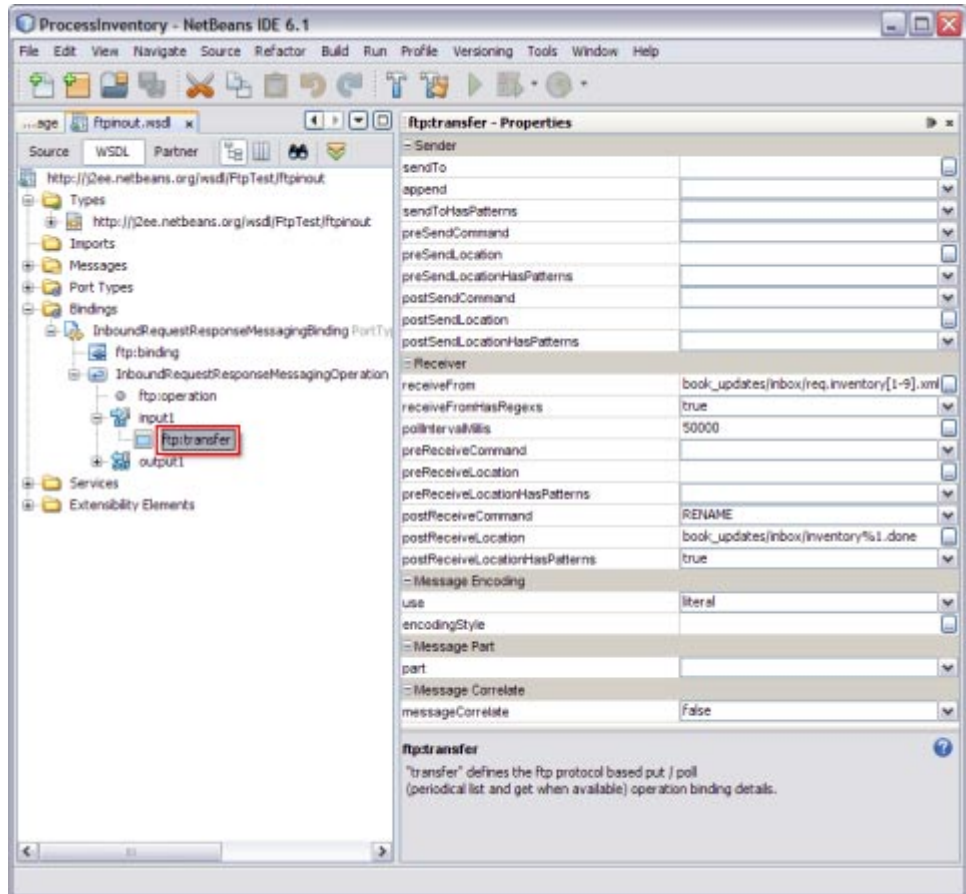 ProcessInventory - NetBeans IDE 6.1
File Edit View Navigate Source Refactor Build Run Profile Versioning Tools Window Help
...age ftpinout.wsdl x
Source WSDL Partner
http://j2ee.netbeans.org/wsdl/FtpTest/ftpinout
Types
http://j2ee.netbeans.org/wsdl/FtpTest/ftpinout
Imports
Messages
Port Types
Bindings
InboundRequestResponseMessagingBinding PortTy
ftp:binding
InboundRequestResponseMessagingOperation
ftp:operation
input1
ftp:transfer
output1
Services
Extensibility Elements
ftp:transfer - Properties
Sender
sendTo
append
sendToHasPatterns
preSendCommand
preSendLocation
preSendLocationHasPatterns
postSendCommand
postSendLocation
postSendLocationHasPatterns
Receiver
receiveFrom book_updates/inbox/req.inventory[1-9].xml
receiveFromHasRegexs true
pollIntervalMillis 50000
preReceiveCommand
preReceiveLocation
preReceiveLocationHasPatterns
postReceiveCommand RENAME
postReceiveLocation book_updates/inbox/inventory%1.done
postReceiveLocationHasPatterns true
Message Encoding
use literal
encodingStyle
Message Part
part
Message Correlate
messageCorrelate false
ftp:transfer
"transfer" defines the ftp protocol based put / poll
(periodical list and get when available) operation binding details.